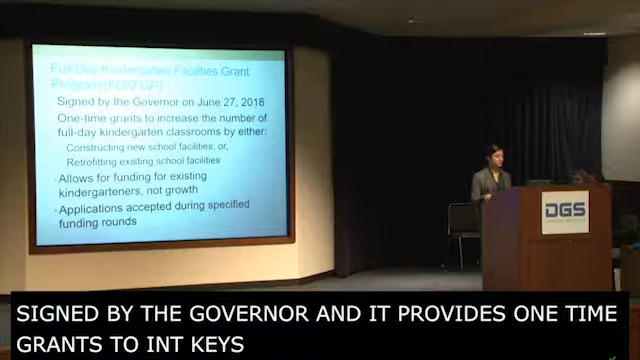 Full-Day Kindergarten Facilities Grant
Program (FDKFGP)
Signed by the Governor on June 27, 2018
One-time grants to increase the number of
full-day kindergarten classrooms by either:
Constructing new school facilities; or,
Retrofitting existing school facilities
Allows for funding for existing
kindergarteners, not growth
Applications accepted during specified
funding rounds
DGS
SIGNED BY THE GOVERNOR AND IT PROVIDES ONE TIME
GRANTS TO INT KEYS